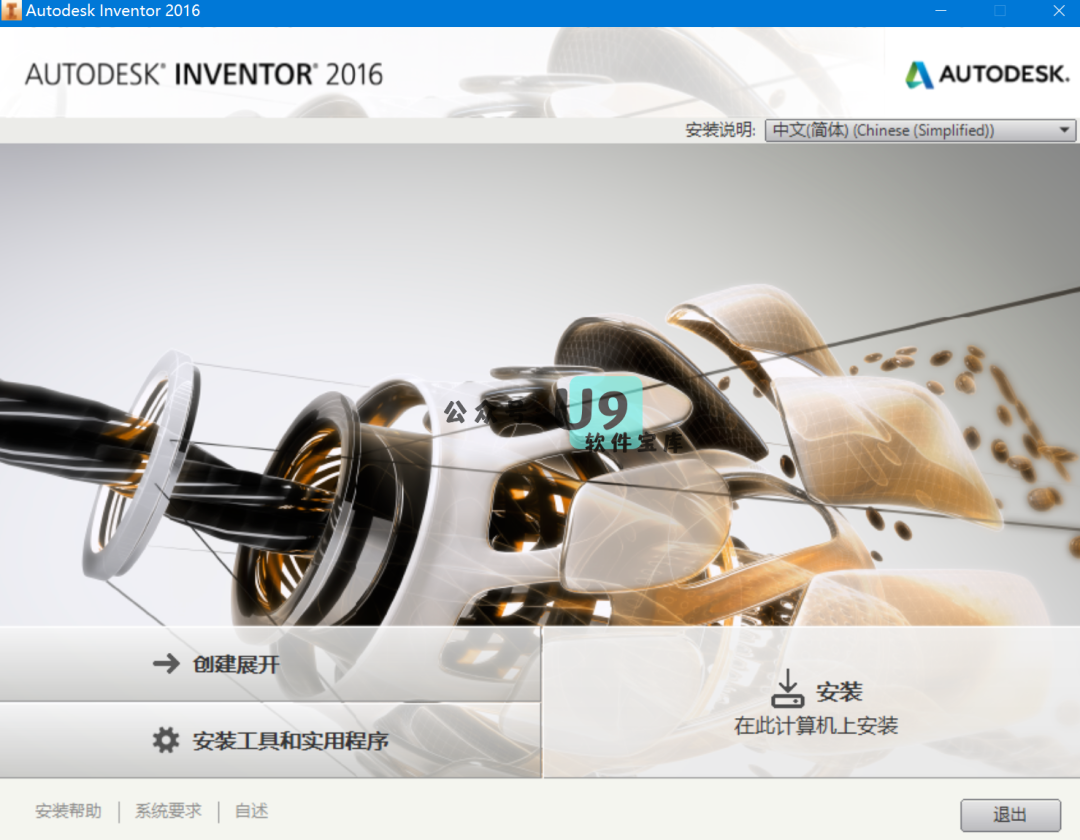 Autodesk Inventor 2016
AUTODESK® INVENTOR® 2016
AUTODESK.
安装说明: 中文(简体) (Chinese (Simplified))
公众号 U9
软件宝库
创建展开
安装
在此计算机上安装
安装工具和实用程序
安装帮助 | 系统要求 | 自述
退出